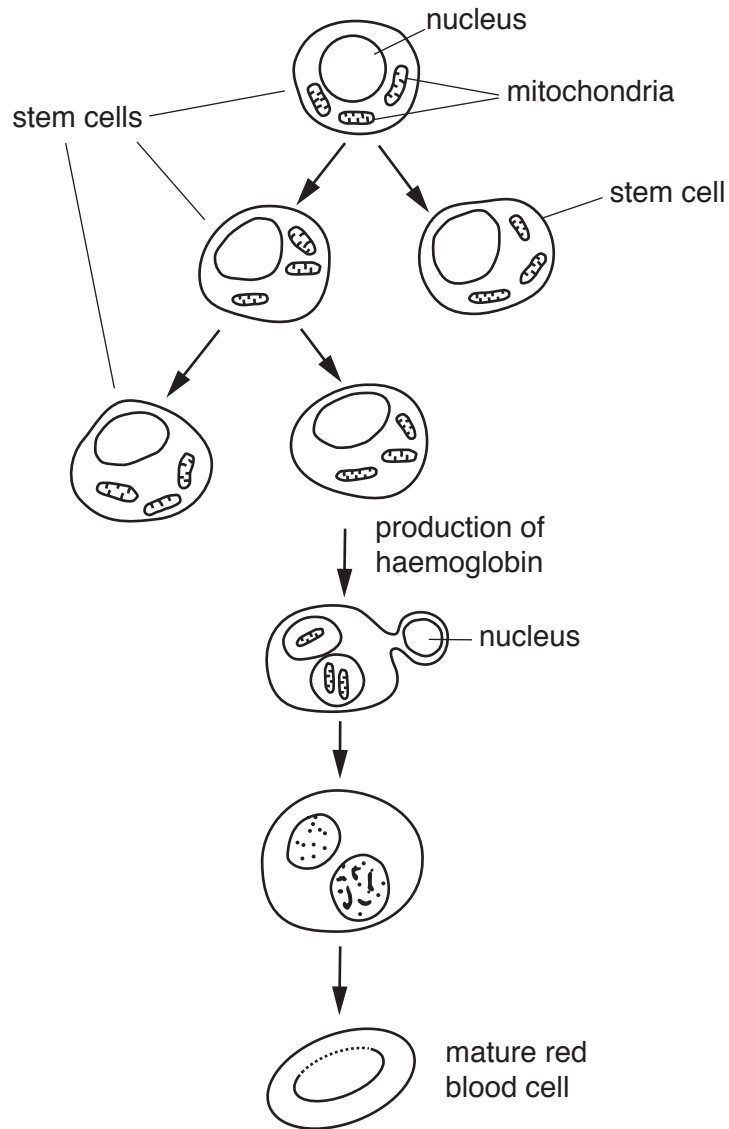 nucleus
mitochondria
stem cells
stem cell
production of
haemoglobin
nucleus
mature red
blood cell